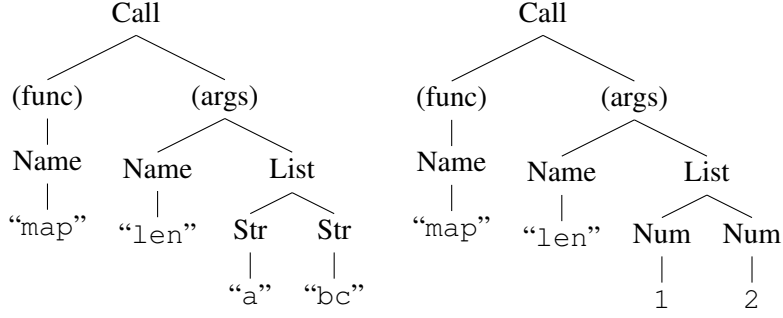 Call Call
(func) (args) (func) (args)
Name Name List Name Name List
“map” “len” Str Str “map” “len” Num Num
“a” “bc” 1 2